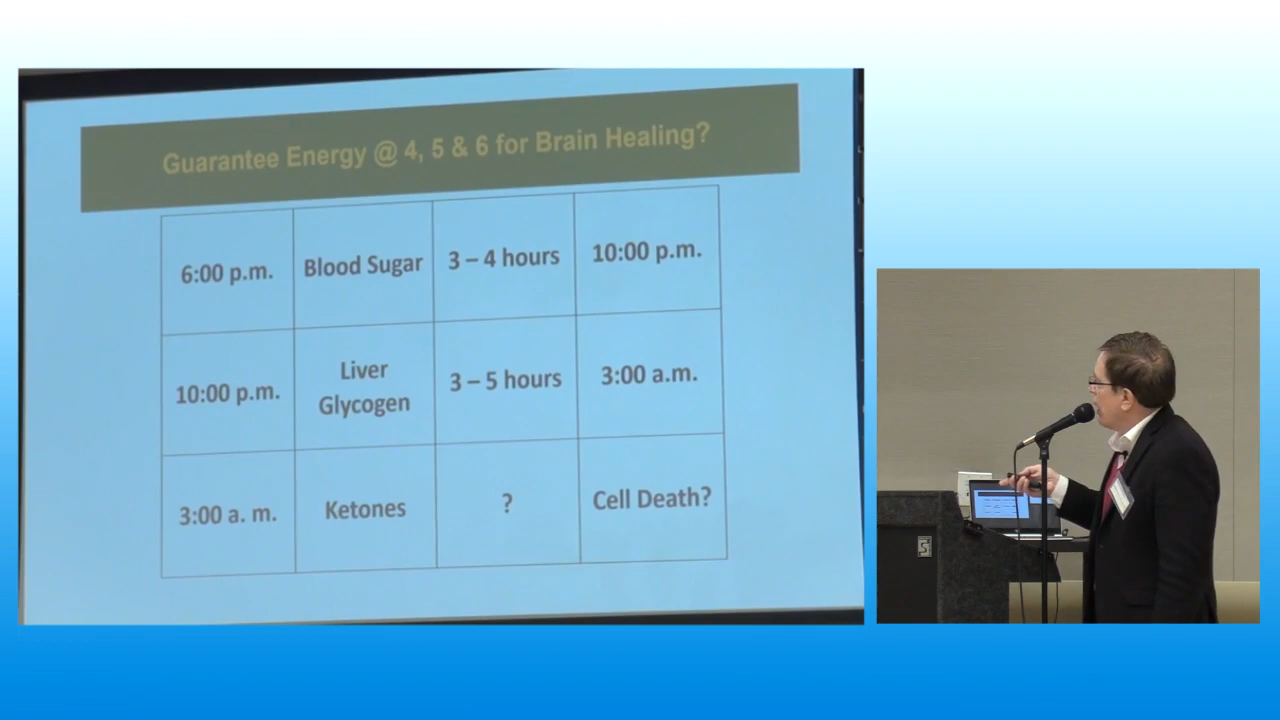 Guarantee Energy @ 4, 5 & 6 for Brain Healing?
6:00 p.m. Blood Sugar 3 – 4 hours 10:00 p.m.
10:00 p.m. Liver Glycogen 3 – 5 hours 3:00 a.m.
3:00 a. m. Ketones ? Cell Death?